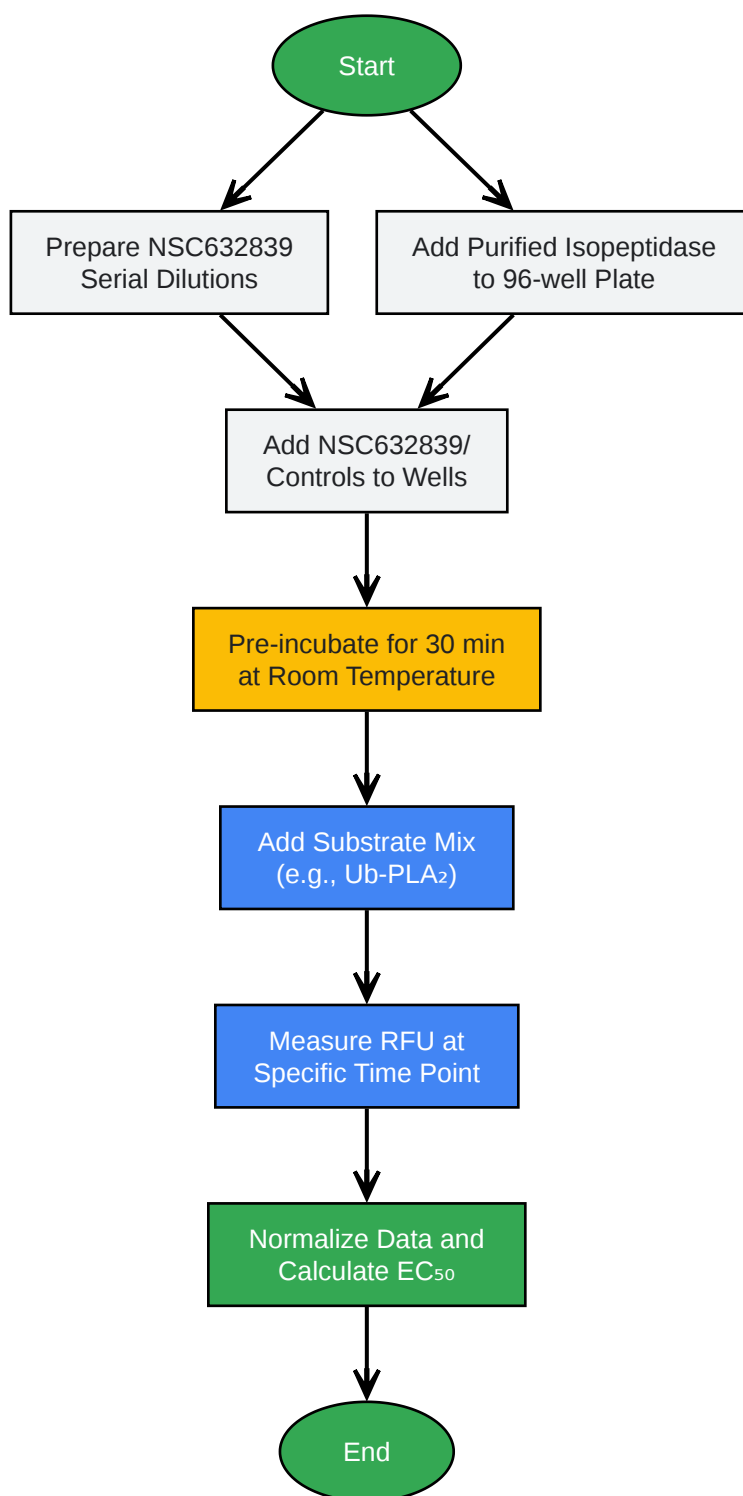 Start
Prepare NSC632839
Serial Dilutions
Add Purified Isopeptidase
to 96-well Plate
Add NSC632839/
Controls to Wells
Pre-incubate for 30 min
at Room Temperature
Add Substrate Mix
(e.g., Ub-PLA₂)
Measure RFU at
Specific Time Point
Normalize Data and
Calculate EC₅₀
End